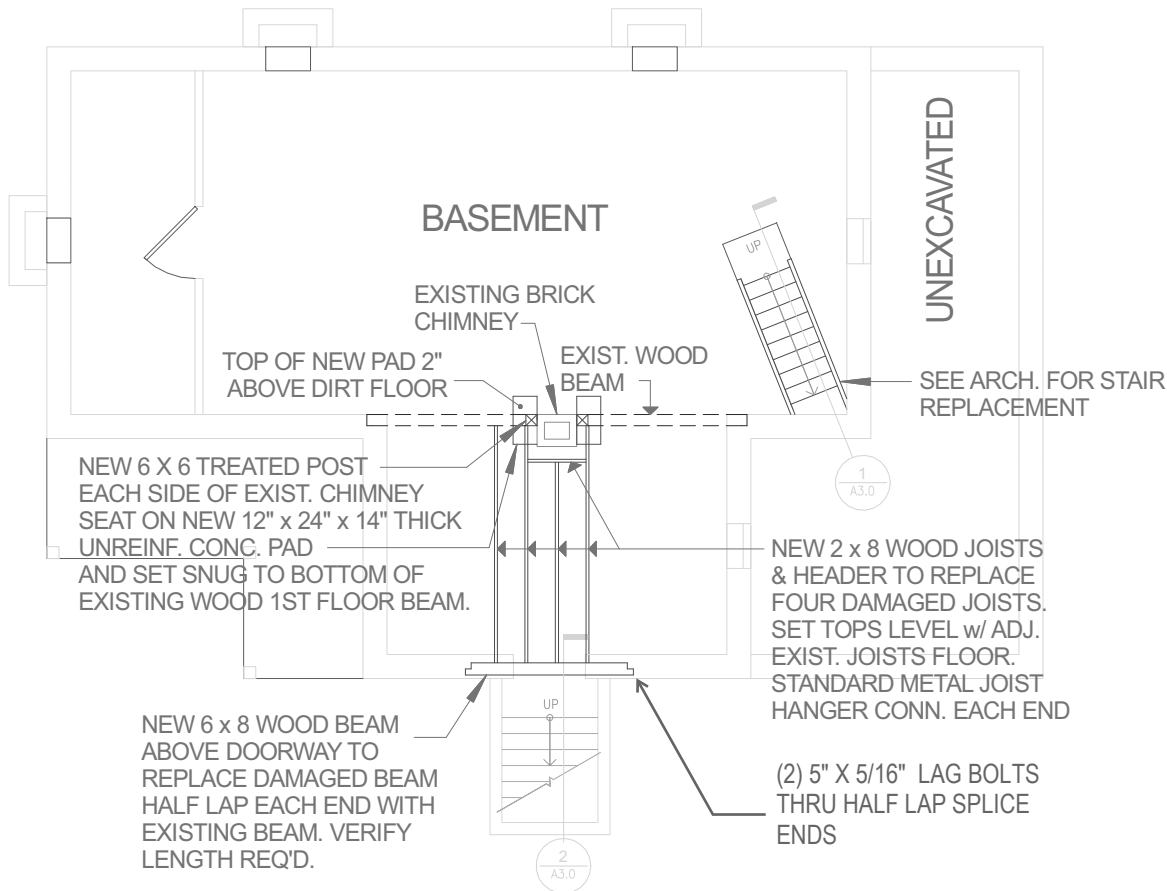 BASEMENT
UNEXCAVATED
UP
EXISTING BRICK
CHIMNEY
TOP OF NEW PAD 2"
ABOVE DIRT FLOOR
EXIST. WOOD
BEAM
SEE ARCH. FOR STAIR
REPLACEMENT
1
A3.0
NEW 6 X 6 TREATED POST
EACH SIDE OF EXIST. CHIMNEY
SEAT ON NEW 12" x 24" x 14" THICK
UNREINF. CONC. PAD
AND SET SNUG TO BOTTOM OF
EXISTING WOOD 1ST FLOOR BEAM.
NEW 2 x 8 WOOD JOISTS
& HEADER TO REPLACE
FOUR DAMAGED JOISTS.
SET TOPS LEVEL w/ ADJ.
EXIST. JOISTS FLOOR.
STANDARD METAL JOIST
HANGER CONN. EACH END
NEW 6 x 8 WOOD BEAM
ABOVE DOORWAY TO
REPLACE DAMAGED BEAM
HALF LAP EACH END WITH
EXISTING BEAM. VERIFY
LENGTH REQ'D.
UP
(2) 5" X 5/16" LAG BOLTS
THRU HALF LAP SPLICE
ENDS
2
A3.0